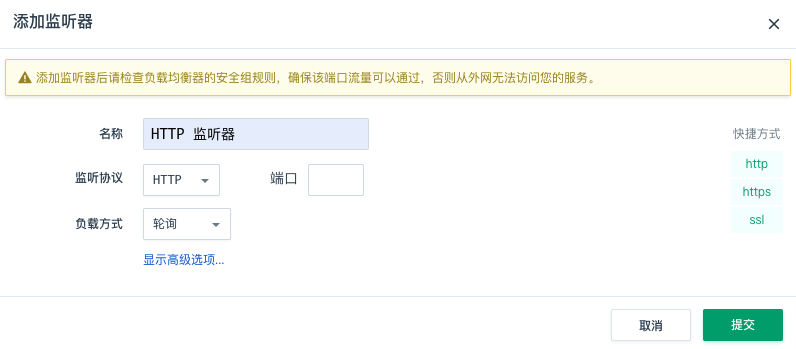 添加监听器
添加监听器后请检查负载均衡器的安全组规则，确保该端口流量可以通过，否则从外网无法访问您的服务。
名称 HTTP 监听器
快捷方式
http
监听协议 HTTP 端口
https
负载方式 轮询
ssl
显示高级选项...
取消 提交